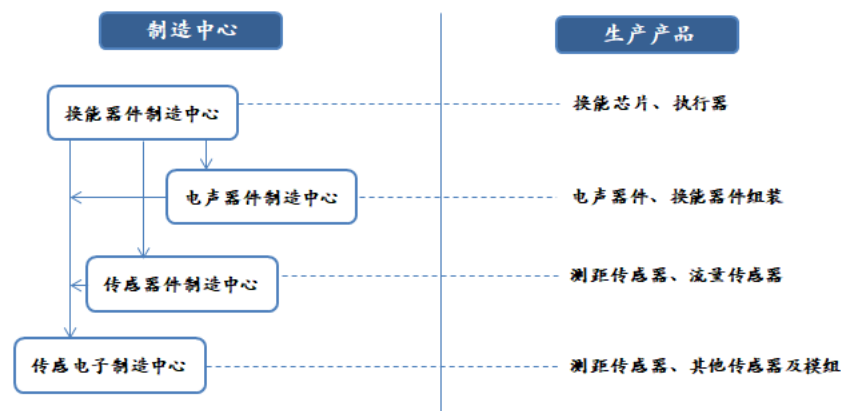 制造中心
生产产品
换能器件制造中心
换能芯片、执行器
电声器件制造中心
电声器件、换能器件组装
传感器件制造中心
测距传感器、流量传感器
传感电子制造中心
测距传感器、其他传感器及模组